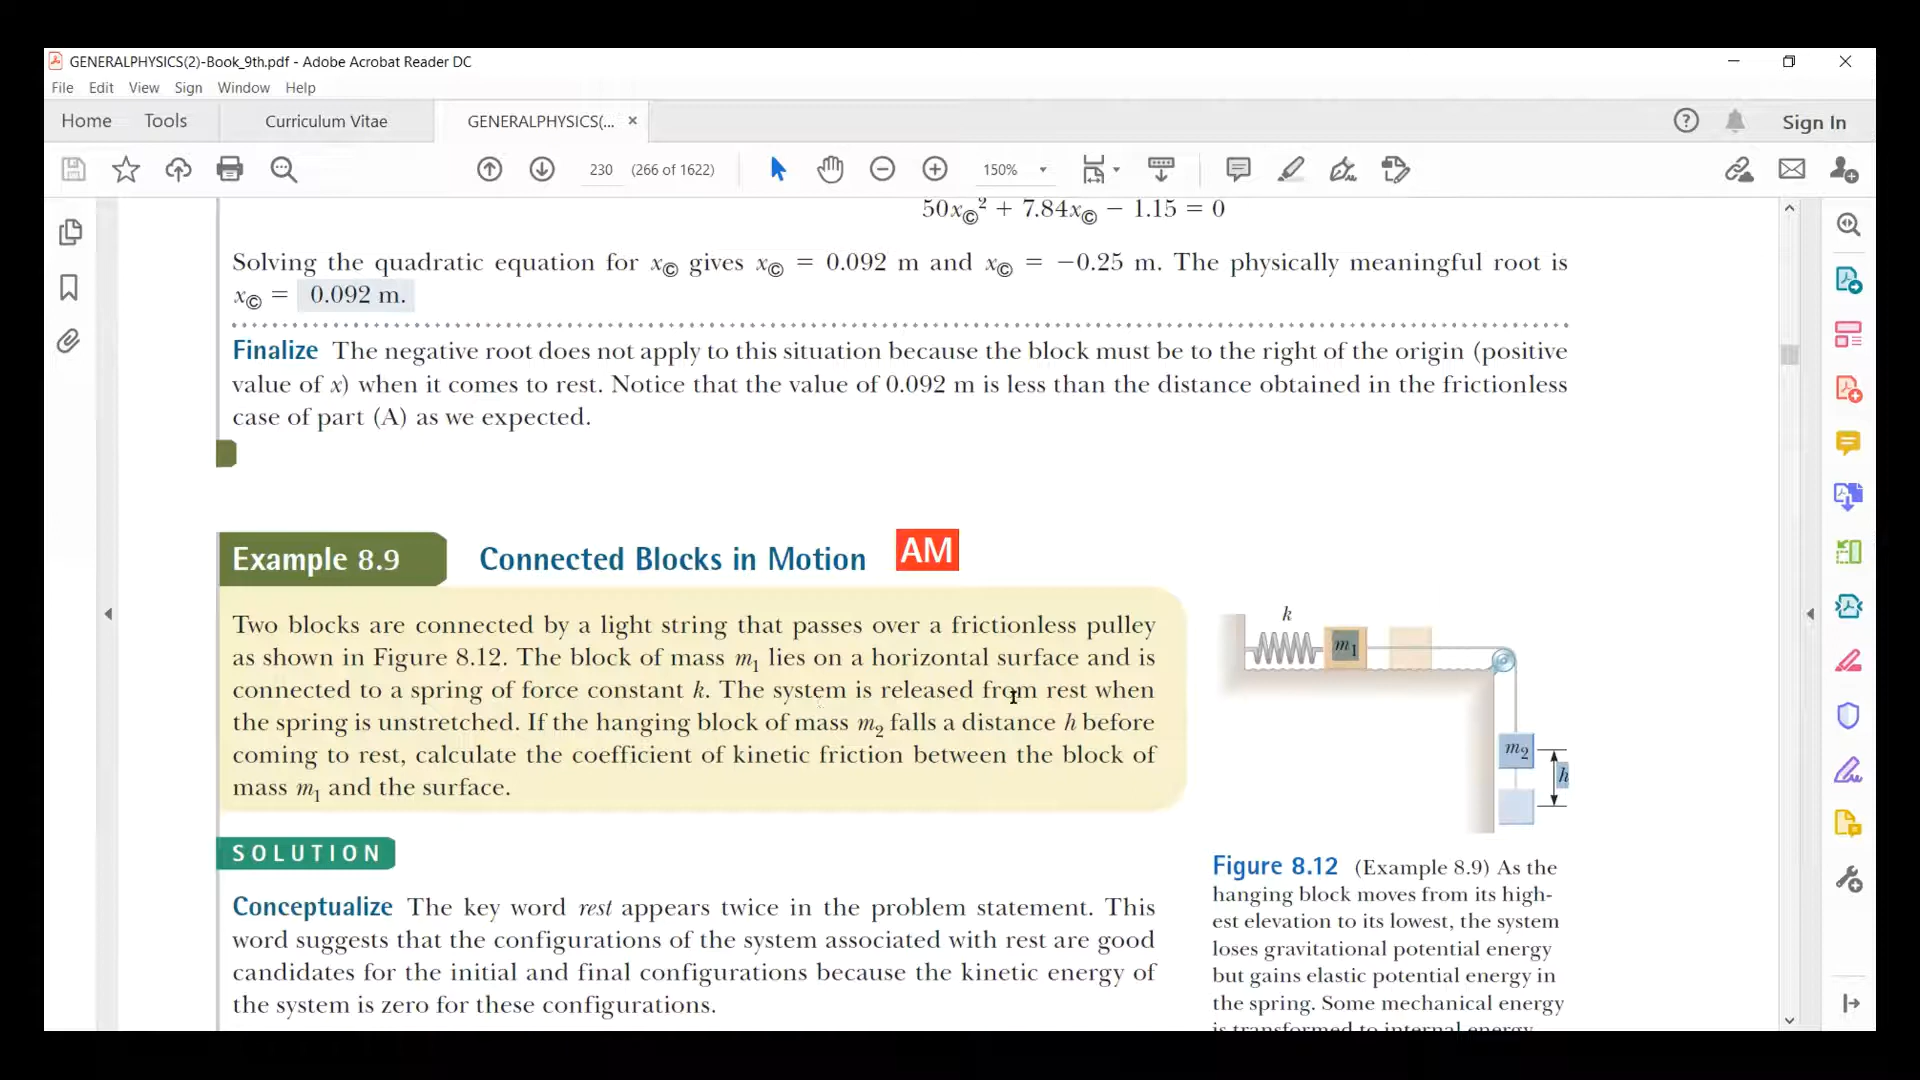 GENERALPHYSICS(2)-Book_9th.pdf - Adobe Acrobat Reader DC
File Edit View Sign Window Help
Home Tools Curriculum Vitae GENERALPHYSICS(... × Sign In
230 (266 of 1622) 150%
50x©² + 7.84x© − 1.15 = 0
Solving the quadratic equation for x© gives x© = 0.092 m and x© = −0.25 m. The physically meaningful root is
x© = 0.092 m.
Finalize The negative root does not apply to this situation because the block must be to the right of the origin (positive
value of x) when it comes to rest. Notice that the value of 0.092 m is less than the distance obtained in the frictionless
case of part (A) as we expected.
Example 8.9 Connected Blocks in Motion AM
Two blocks are connected by a light string that passes over a frictionless pulley
as shown in Figure 8.12. The block of mass m₁ lies on a horizontal surface and is
connected to a spring of force constant k. The system is released from rest when
the spring is unstretched. If the hanging block of mass m₂ falls a distance h before
coming to rest, calculate the coefficient of kinetic friction between the block of
mass m₁ and the surface.
k
m₁
m₂
h
SOLUTION
Conceptualize The key word rest appears twice in the problem statement. This
word suggests that the configurations of the system associated with rest are good
candidates for the initial and final configurations because the kinetic energy of
the system is zero for these configurations.
Figure 8.12 (Example 8.9) As the
hanging block moves from its high-
est elevation to its lowest, the system
loses gravitational potential energy
but gains elastic potential energy in
the spring. Some mechanical energy
is transformed to internal energy